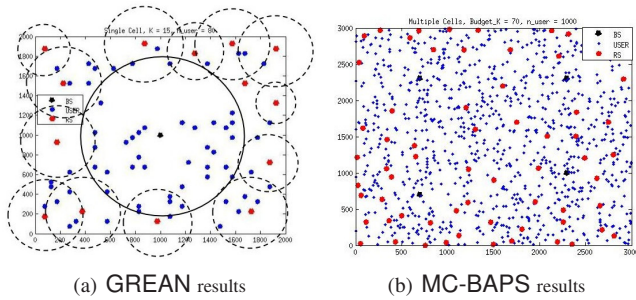 Single Cell, K = 15, n_user = 80
2000
1800
1600
1400
1200
1000
800
600
400
200
0
0 200 400 600 800 1000 1200 1400 1600 1800 2000
BS
USER
RS
(a) GREAN results
Multiple Cells, Budget_K = 70, n_user = 1000
3000
2500
2000
1500
1000
500
0
0 500 1000 1500 2000 2500 3000
BS
USER
RS
(b) MC-BAPS results